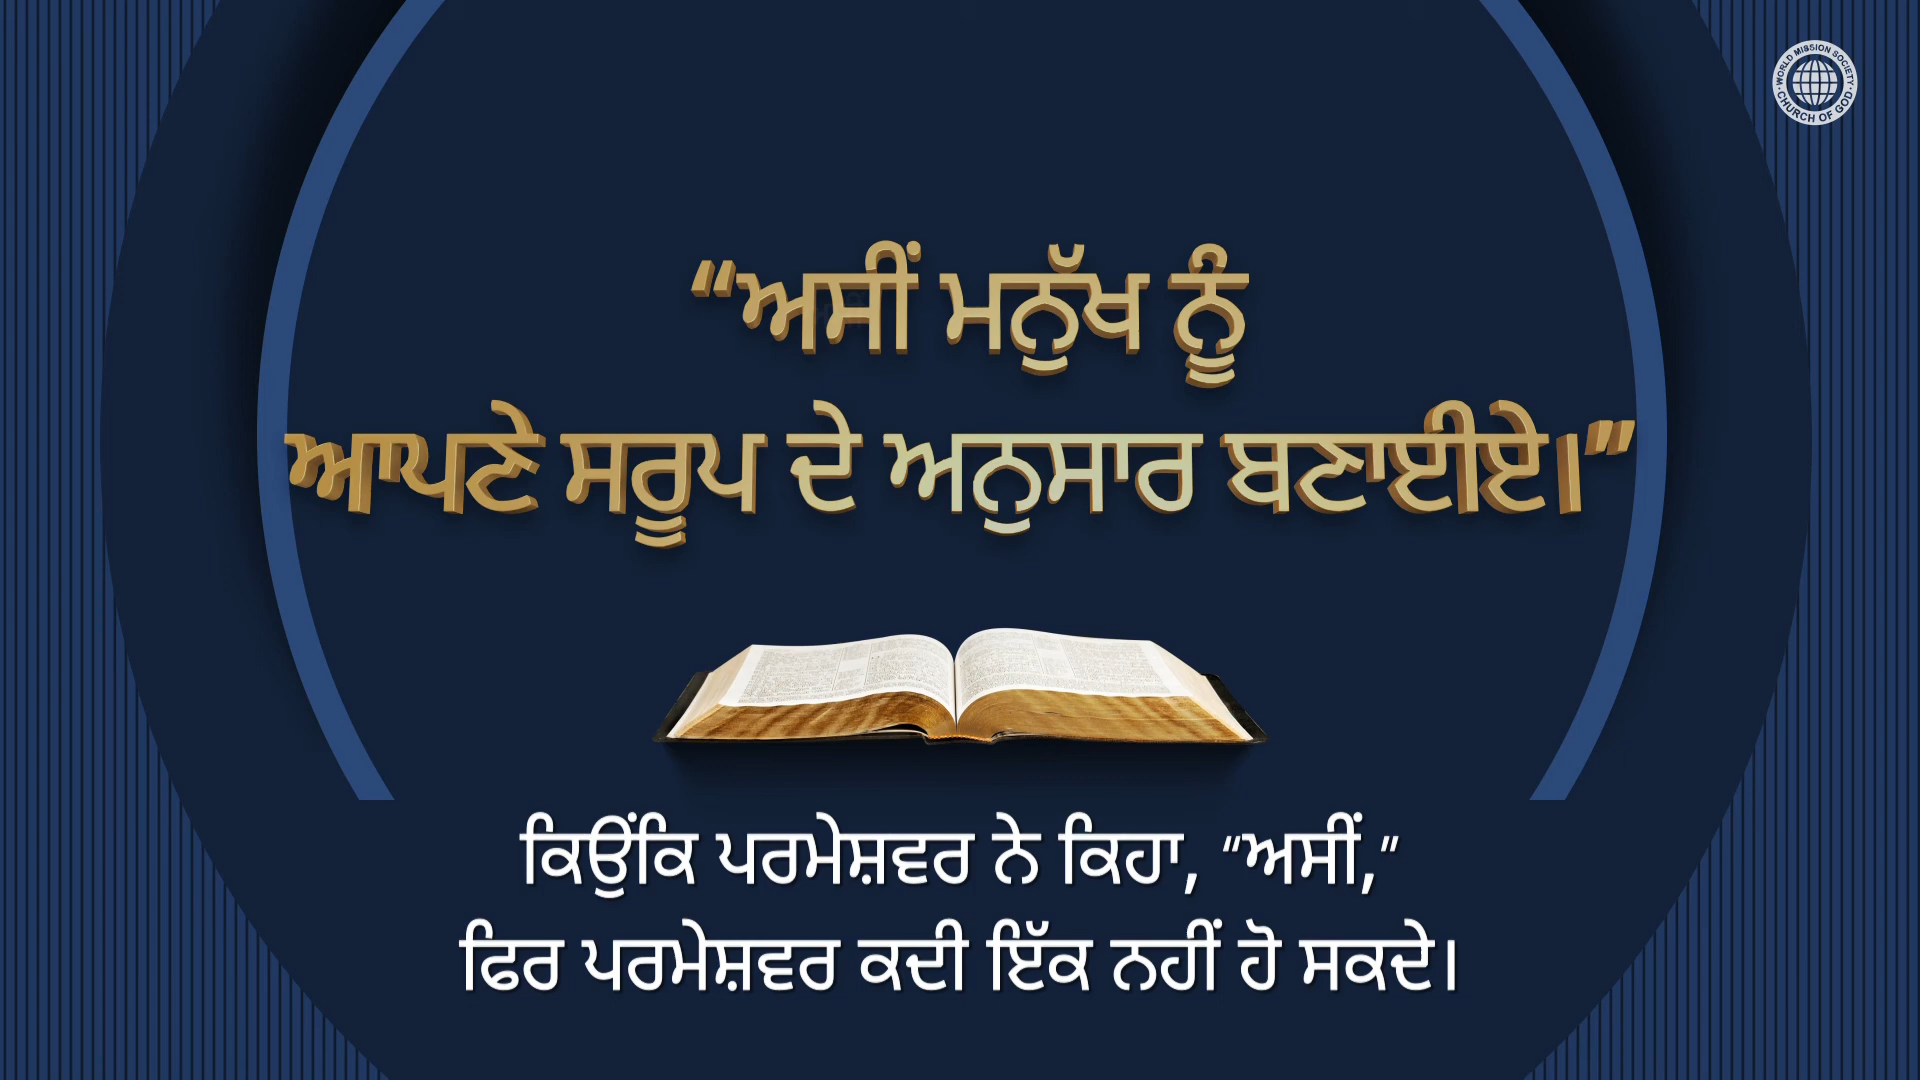 WORLD MISSION SOCIETY
CHURCH OF GOD
“ਅਸੀਂ ਮਨੁੱਖ ਨੂੰ
ਆਪਣੇ ਸਰੂਪ ਦੇ ਅਨੁਸਾਰ ਬਣਾਈਏ।”
ਕਿਉਂਕਿ ਪਰਮੇਸ਼ਵਰ ਨੇ ਕਿਹਾ, “ਅਸੀਂ,”
ਫਿਰ ਪਰਮੇਸ਼ਵਰ ਕਦੀ ਇੱਕ ਨਹੀਂ ਹੋ ਸਕਦੇ।